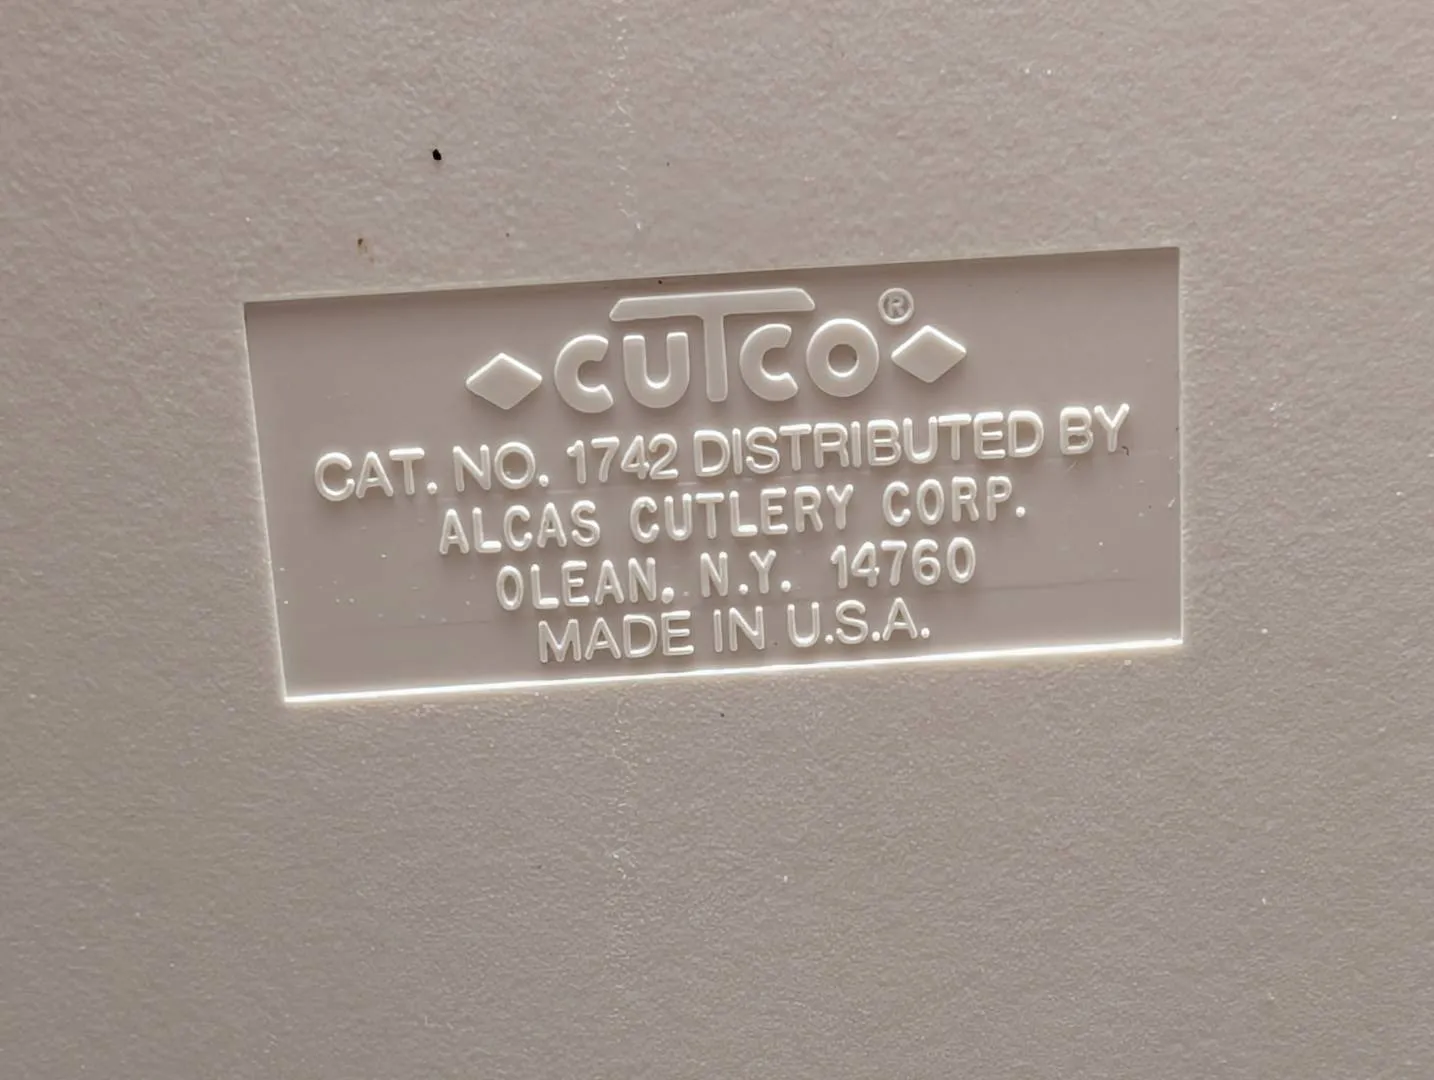 CUTCO®
CAT. NO. 1742 DISTRIBUTED BY
ALCAS CUTLERY CORP.
OLEAN, N.Y. 14760
MADE IN U.S.A.